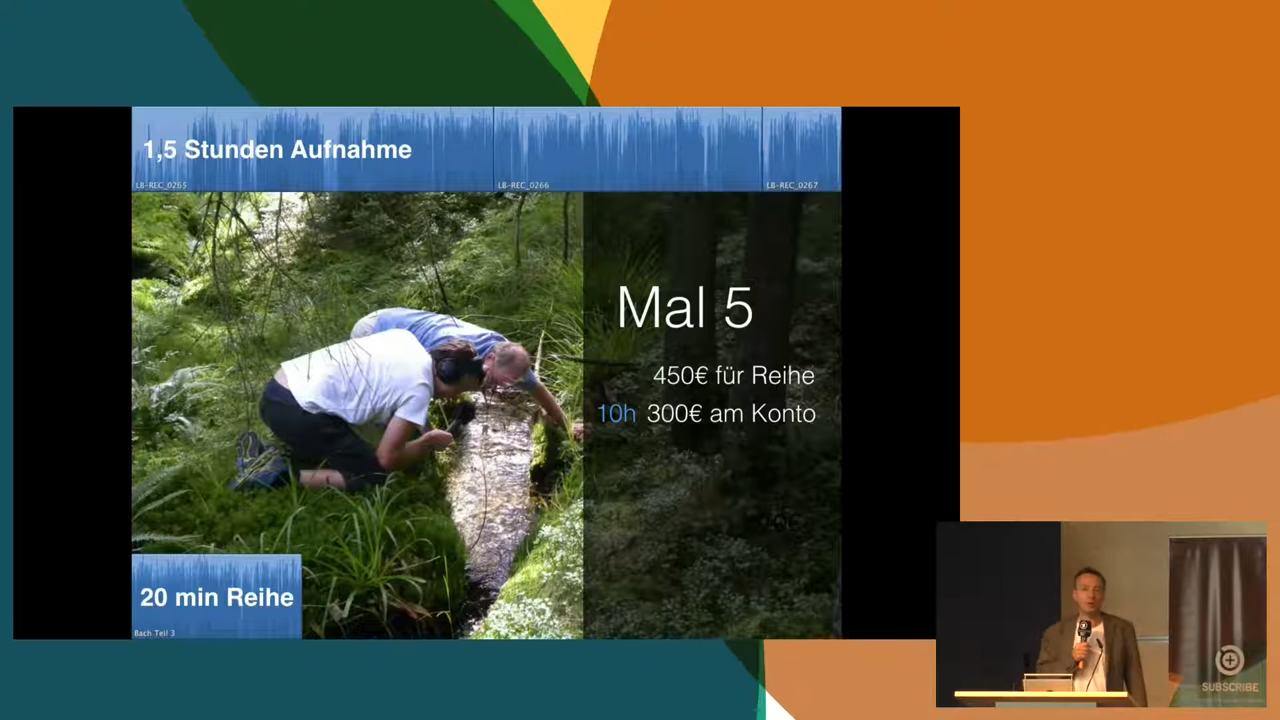 1,5 Stunden Aufnahme
LB-REC_0265
LB-REC_0266
LB-REC_0267
Mal 5
450€ für Reihe
10h 300€ am Konto
20 min Reihe
Bach Teil 3
SUBSCRIBE